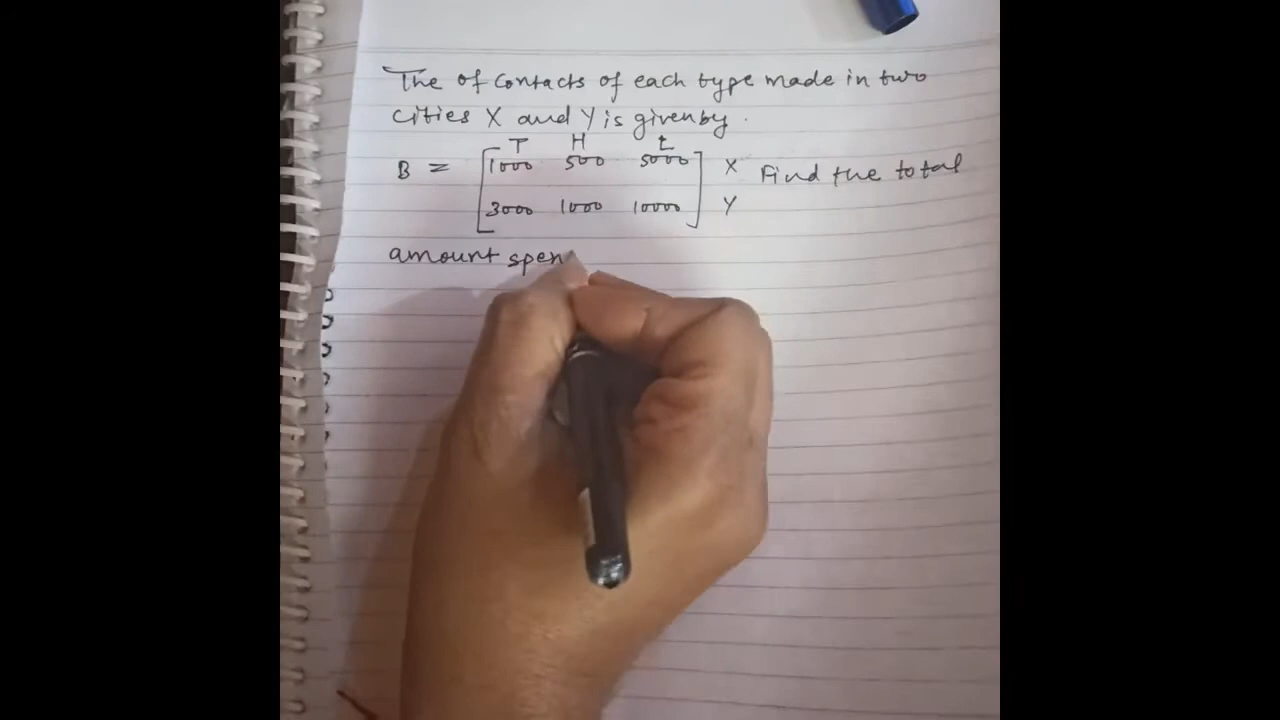 The of contacts of each type made in two
cities X and Y is given by.
T H L
B = [1000 500 5000] X Find the total
[3000 1000 10000] Y
amount spen